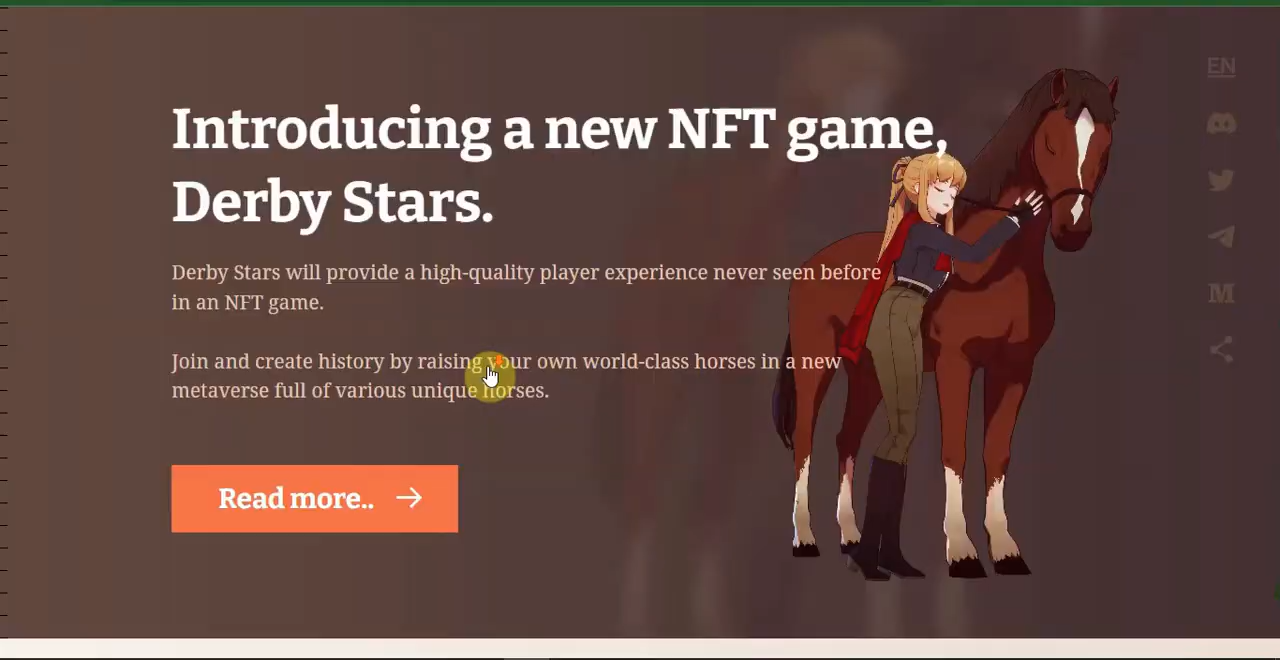 Introducing a new NFT game,
Derby Stars.
EN
Derby Stars will provide a high-quality player experience never seen before
in an NFT game.
M
Join and create history by raising your own world-class horses in a new
metaverse full of various unique horses.
Read more..